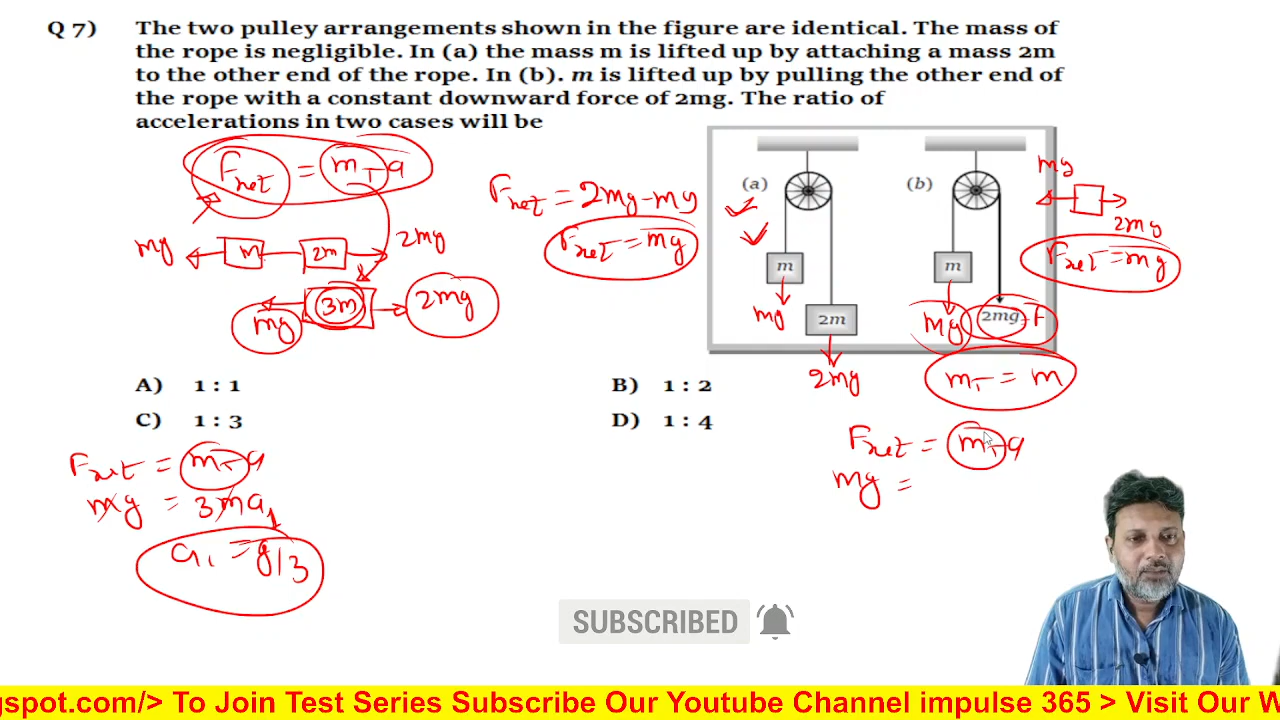 Q 7) The two pulley arrangements shown in the figure are identical. The mass of
the rope is negligible. In (a) the mass m is lifted up by attaching a mass 2m
to the other end of the rope. In (b). m is lifted up by pulling the other end of
the rope with a constant downward force of 2mg. The ratio of
accelerations in two cases will be
Fnet = mT a
mg m 2m 2mg
mg 3m 2mg
Fnet = 2mg-mg
Fnet = mg
(a)
m
mg
2m
2mg
(b)
m
mg
2mg=F
mg
2mg
Fnet = mg
mT = m
A) 1 : 1
B) 1 : 2
C) 1 : 3
D) 1 : 4
Fnet = mT a
mg = 3ma1
a1 = g/3
Fnet = mT a
mg =
SUBSCRIBED
gspot.com/> To Join Test Series Subscribe Our Youtube Channel impulse 365 > Visit Our W